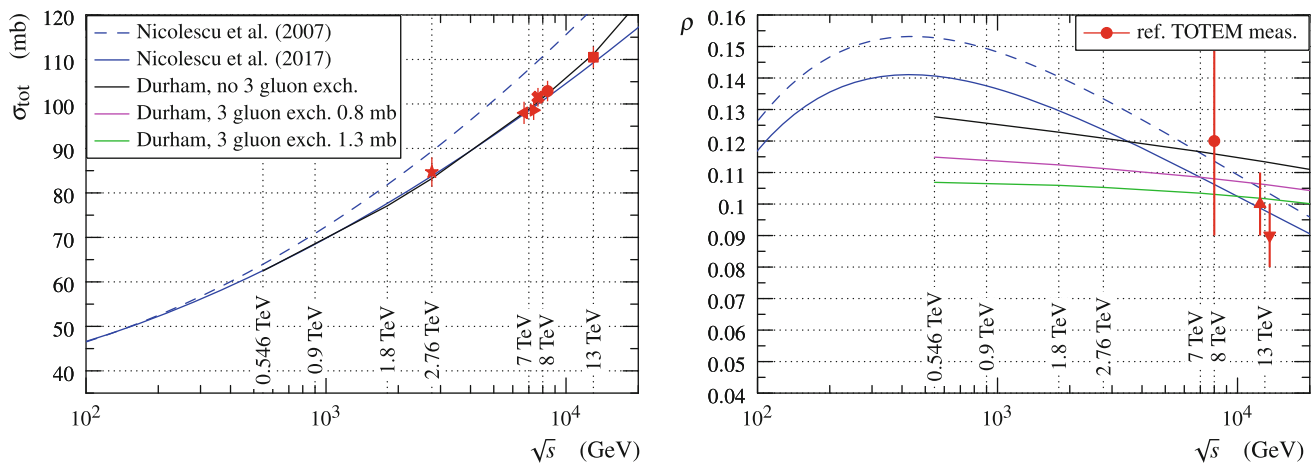 σtot (mb)
120
110
100
90
80
70
60
50
40
Nicolescu et al. (2007)
Nicolescu et al. (2017)
Durham, no 3 gluon exch.
Durham, 3 gluon exch. 0.8 mb
Durham, 3 gluon exch. 1.3 mb
0.546 TeV
0.9 TeV
1.8 TeV
2.76 TeV
7 TeV
8 TeV
13 TeV
10² 10³ 10⁴
√s (GeV)
ρ
0.16
0.15
0.14
0.13
0.12
0.11
0.1
0.09
0.08
0.07
0.06
0.05
0.04
ref. TOTEM meas.
0.546 TeV
0.9 TeV
1.8 TeV
2.76 TeV
7 TeV
8 TeV
13 TeV
10² 10³ 10⁴
√s (GeV)